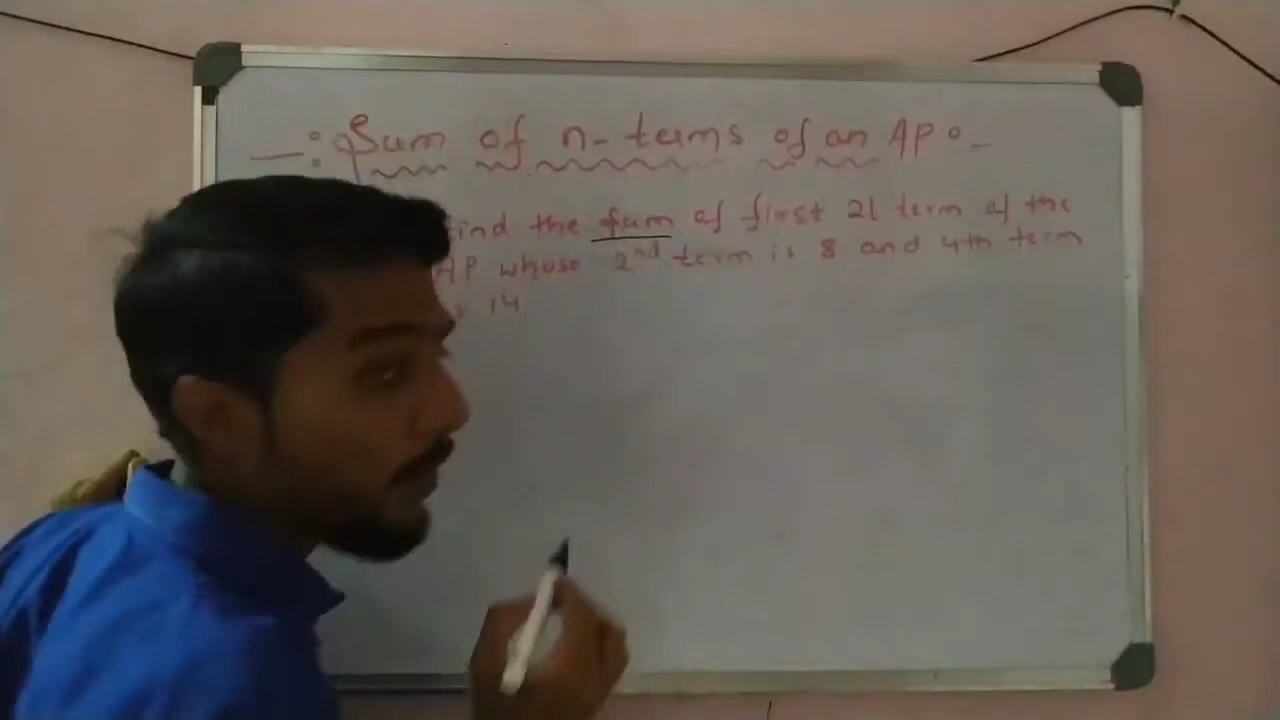 —: Sum of n- terms of an AP :-
ind the sum of first 21 term of the
AP whose 2nd term is 8 and 4th term
14